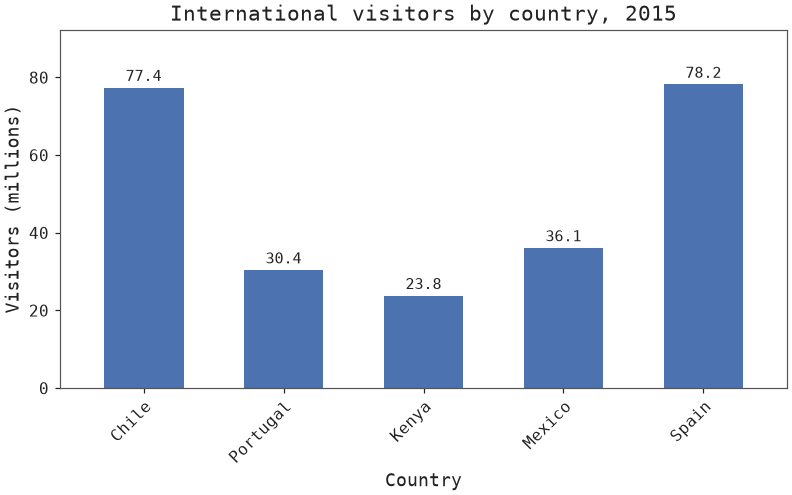 International visitors by country, 2015
Visitors (millions)
80
60
40
20
0
77.4
30.4
23.8
36.1
78.2
Chile
Portugal
Kenya
Mexico
Spain
Country